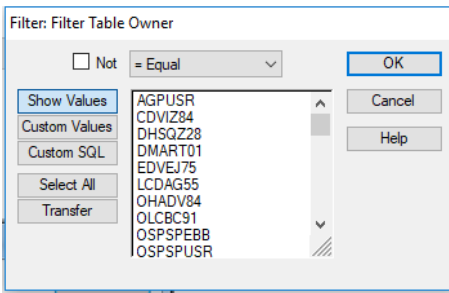 Filter: Filter Table Owner
Not
= Equal
OK
Show Values
Custom Values
Custom SQL
Select All
Transfer
AGPUSR
CDVIZ84
DHSQZ28
DMART01
EDVEJ75
LCDAG55
OHADV84
OLCBC91
OSPSPEBB
OSPSPUSR
Cancel
Help